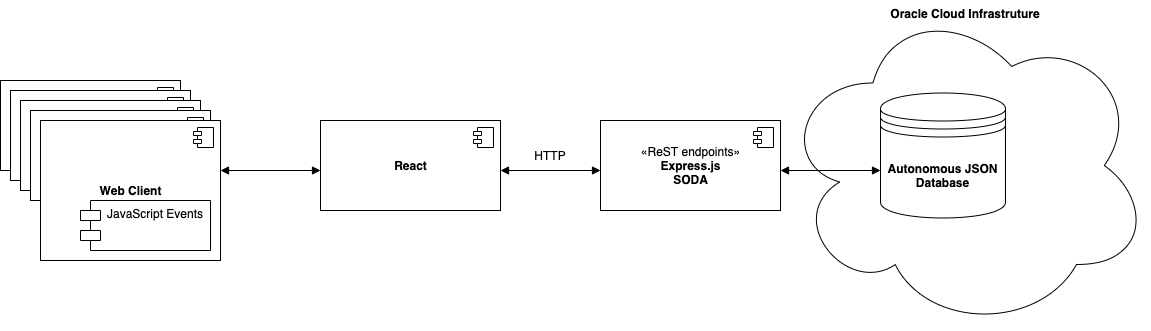 Oracle Cloud Infrastruture
Web Client
JavaScript Events
React
HTTP
«ReST endpoints»
Express.js
SODA
Autonomous JSON
Database